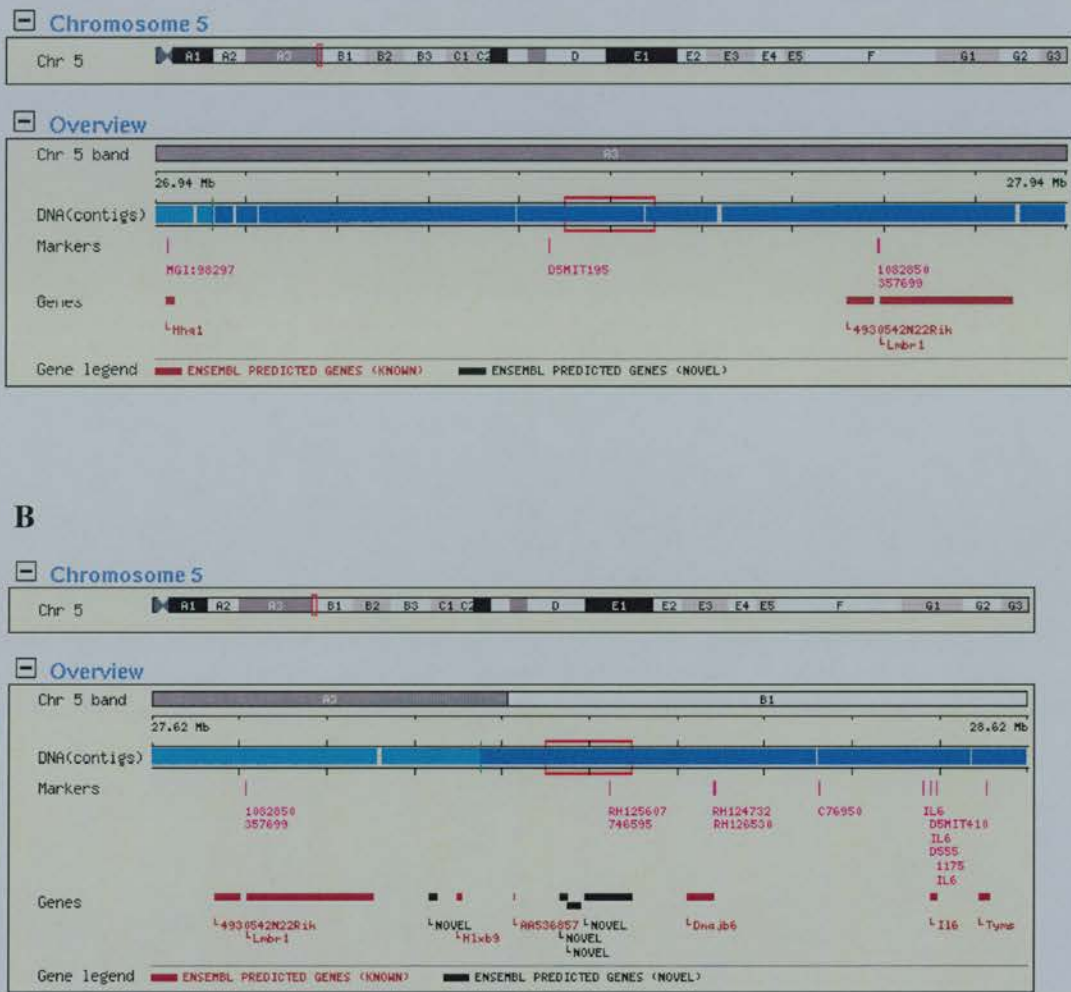 Chromosome 5
Chr 5 A1 A2 A3 B1 B2 B3 C1 C2 D E1 E2 E3 E4 E5 F G1 G2 G3
Overview
Chr 5 band A3
26.94 Mb 27.94 Mb
DNA(contigs)
Markers
MGI:98297 D5MIT195 1082850
357699
Genes
Hhq1 4930542N22Rik
Lmbr1
Gene legend ENSEMBL PREDICTED GENES (KNOWN) ENSEMBL PREDICTED GENES (NOVEL)
B
Chromosome 5
Chr 5 A1 A2 A3 B1 B2 B3 C1 C2 D E1 E2 E3 E4 E5 F G1 G2 G3
Overview
Chr 5 band A3 B1
27.62 Mb 28.62 Mb
DNA(contigs)
Markers
1082850 RH125607 RH124732 C76950 IL6
357699 746595 RH126530 D5MIT410
IL6
D555
1175
IL6
Genes
4930542N22Rik NOVEL AA536857 NOVEL Dnajb6 Il6 Tyms
Lmbr1 Hlxb9 NOVEL
NOVEL
Gene legend ENSEMBL PREDICTED GENES (KNOWN) ENSEMBL PREDICTED GENES (NOVEL)